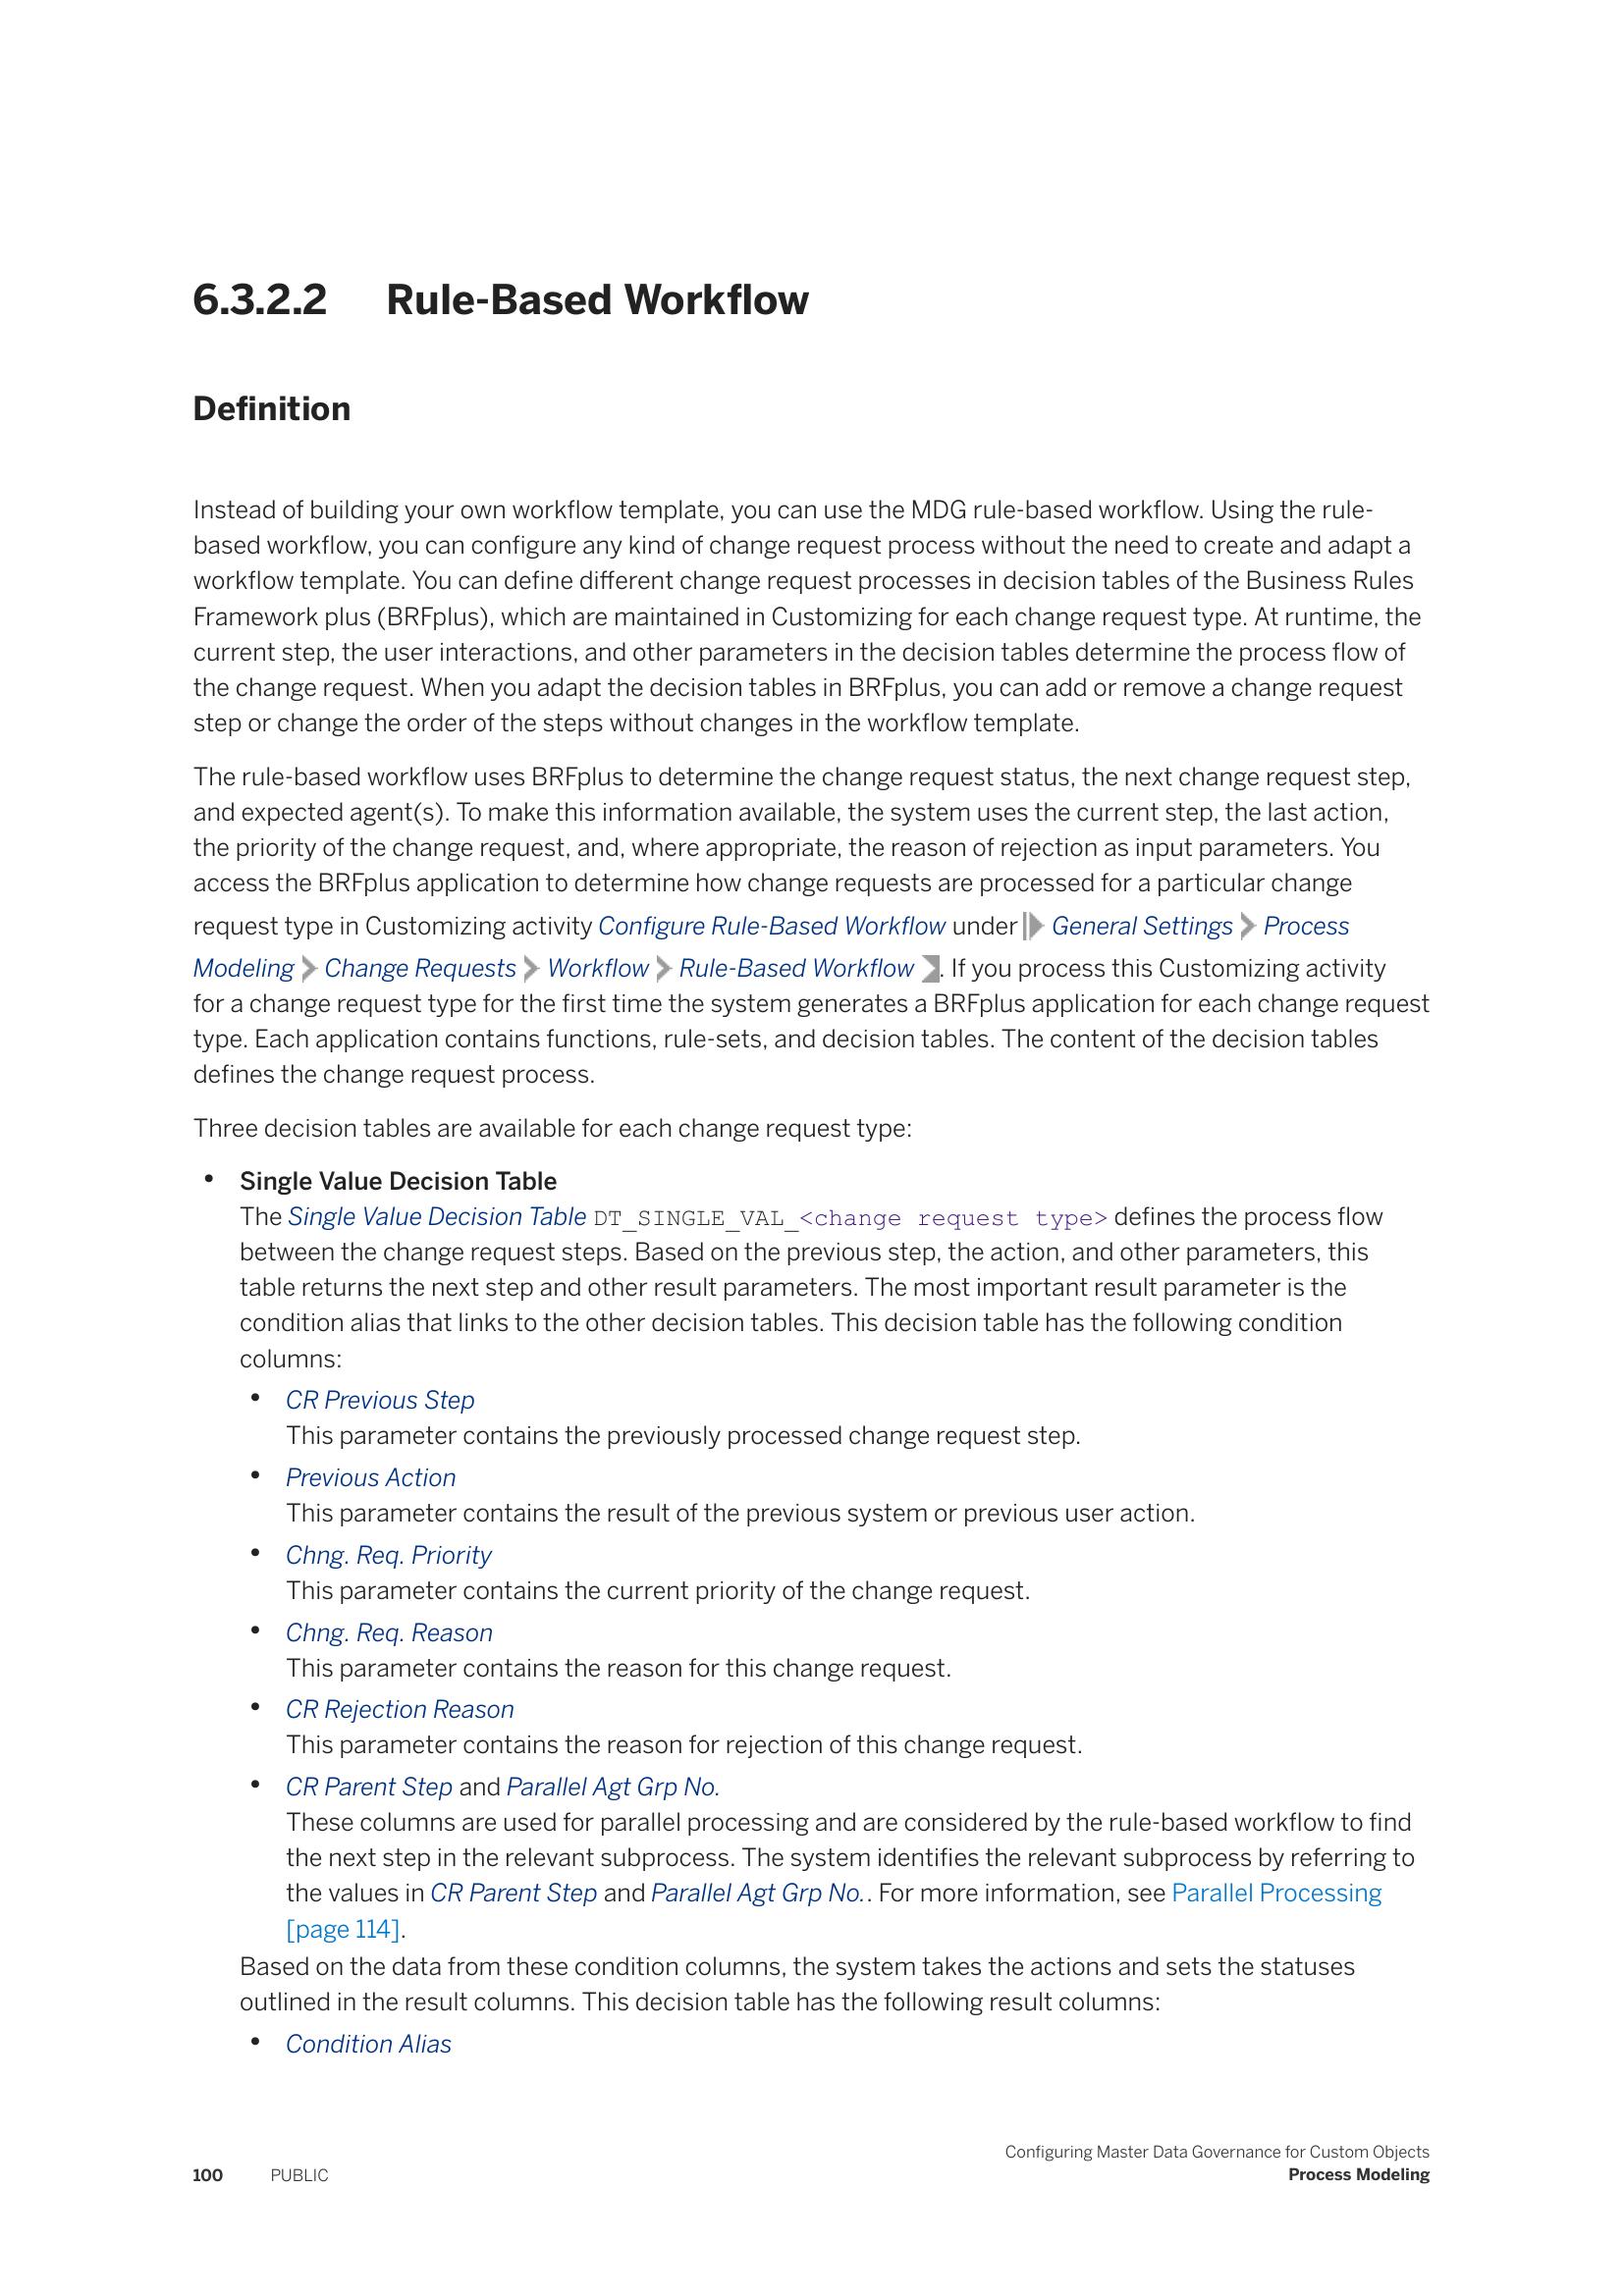 6.3.2.2 Rule-Based Workflow
Definition
Instead of building your own workflow template, you can use the MDG rule-based workflow. Using the rule-
based workflow, you can configure any kind of change request process without the need to create and adapt a
workflow template. You can define different change request processes in decision tables of the Business Rules
Framework plus (BRFplus), which are maintained in Customizing for each change request type. At runtime, the
current step, the user interactions, and other parameters in the decision tables determine the process flow of
the change request. When you adapt the decision tables in BRFplus, you can add or remove a change request
step or change the order of the steps without changes in the workflow template.
The rule-based workflow uses BRFplus to determine the change request status, the next change request step,
and expected agent(s). To make this information available, the system uses the current step, the last action,
the priority of the change request, and, where appropriate, the reason of rejection as input parameters. You
access the BRFplus application to determine how change requests are processed for a particular change
request type in Customizing activity Configure Rule-Based Workflow under General Settings Process
Modeling Change Requests Workflow Rule-Based Workflow . If you process this Customizing activity
for a change request type for the first time the system generates a BRFplus application for each change request
type. Each application contains functions, rule-sets, and decision tables. The content of the decision tables
defines the change request process.
Three decision tables are available for each change request type:
• Single Value Decision Table
The Single Value Decision Table DT_SINGLE_VAL_<change request type> defines the process flow
between the change request steps. Based on the previous step, the action, and other parameters, this
table returns the next step and other result parameters. The most important result parameter is the
condition alias that links to the other decision tables. This decision table has the following condition
columns:
• CR Previous Step
This parameter contains the previously processed change request step.
• Previous Action
This parameter contains the result of the previous system or previous user action.
• Chng. Req. Priority
This parameter contains the current priority of the change request.
• Chng. Req. Reason
This parameter contains the reason for this change request.
• CR Rejection Reason
This parameter contains the reason for rejection of this change request.
• CR Parent Step and Parallel Agt Grp No.
These columns are used for parallel processing and are considered by the rule-based workflow to find
the next step in the relevant subprocess. The system identifies the relevant subprocess by referring to
the values in CR Parent Step and Parallel Agt Grp No.. For more information, see Parallel Processing
[page 114].
Based on the data from these condition columns, the system takes the actions and sets the statuses
outlined in the result columns. This decision table has the following result columns:
• Condition Alias
Configuring Master Data Governance for Custom Objects
100 PUBLIC Process Modeling